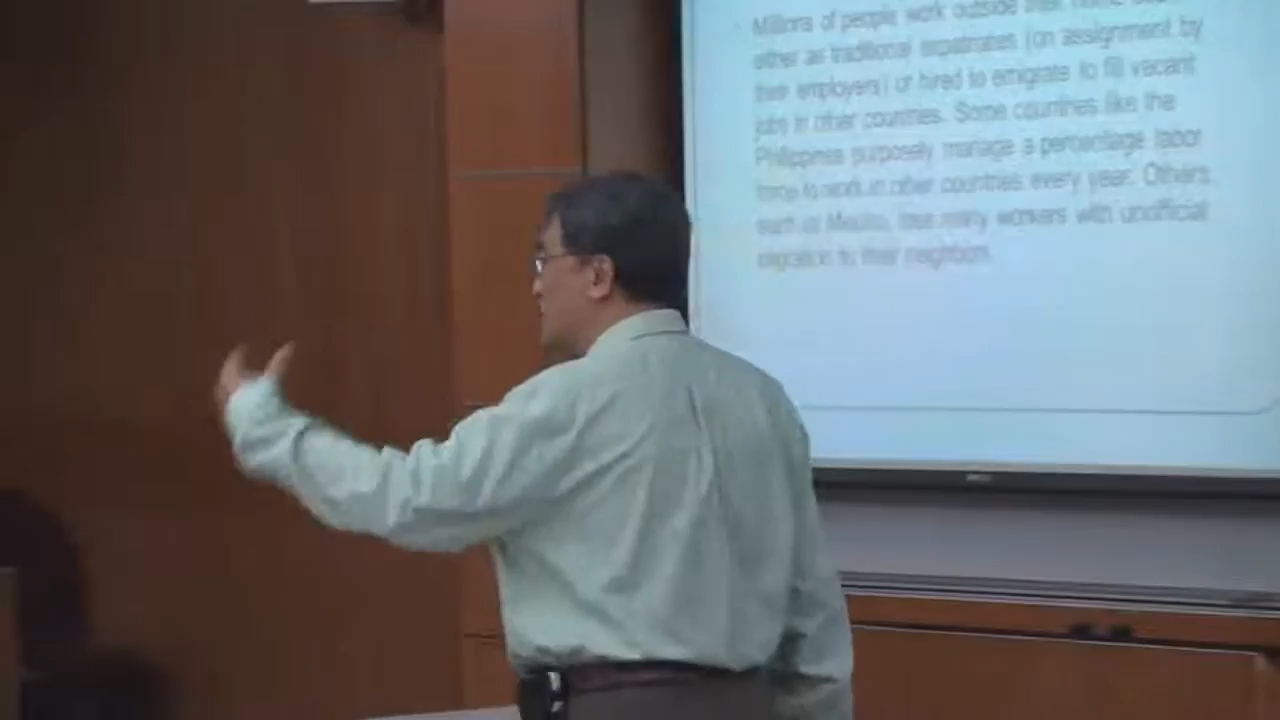 Millions of people work outside their home
either as traditional expatriates (on assignment by
their employers) or hired to emigrate to fill vacant
jobs in other countries. Some countries like the
Philippines purposely manage a percentage labor
force to work in other countries every year. Others
such as Mexico, lose many workers with unofficial
migration to their neighbors.